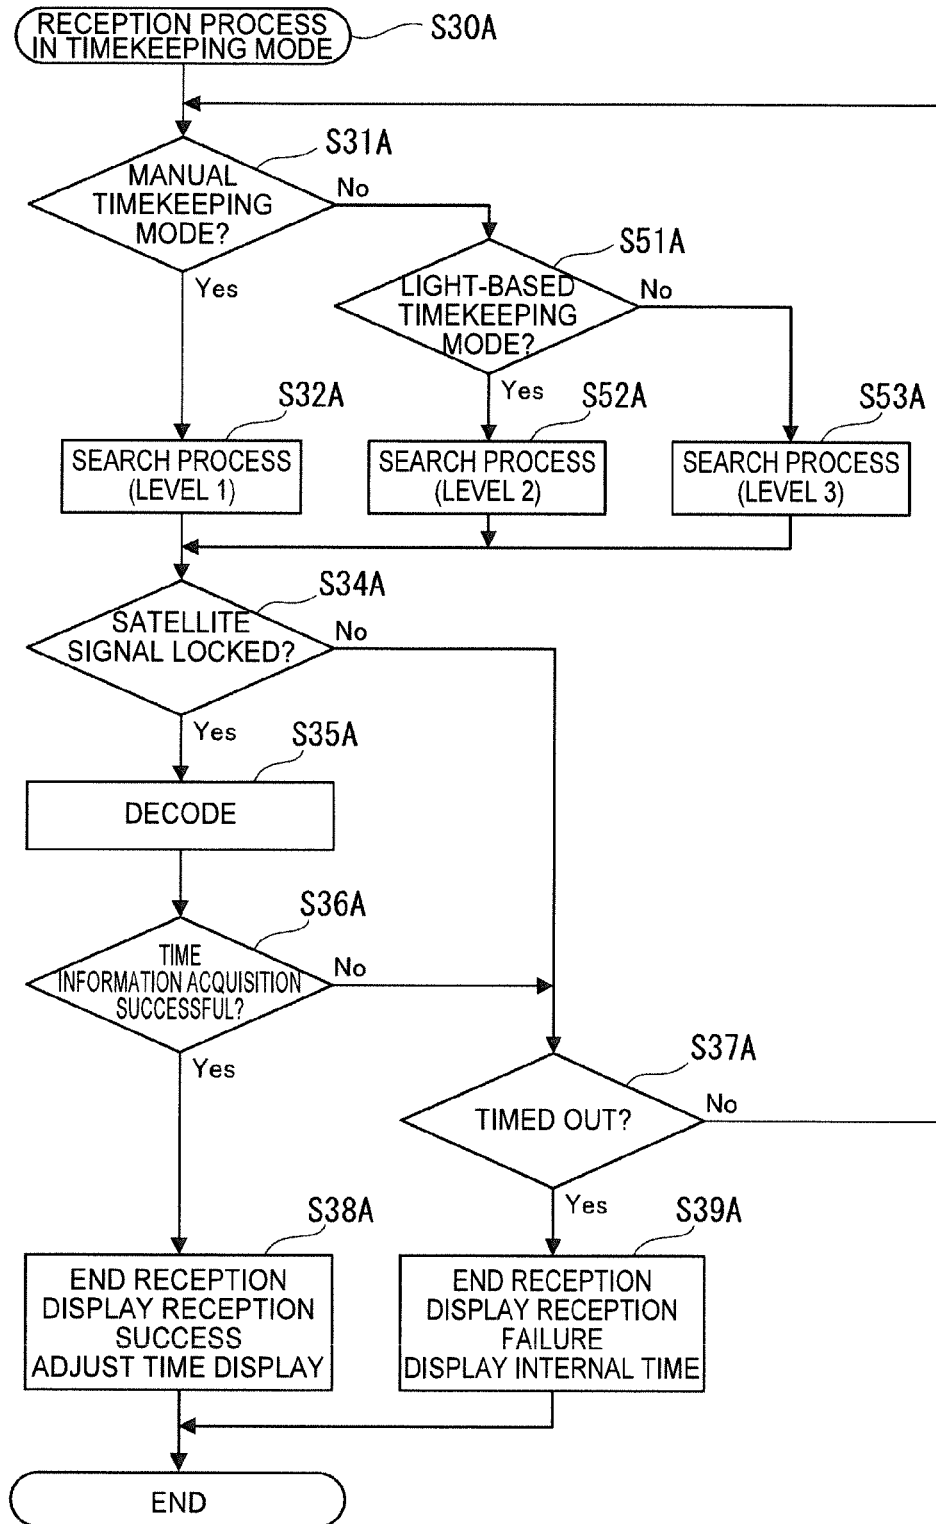 RECEPTION PROCESS
IN TIMEKEEPING MODE
S30A
S31A
MANUAL
TIMEKEEPING
MODE?
No
Yes
S51A
LIGHT-BASED
TIMEKEEPING
MODE?
No
Yes
S32A
SEARCH PROCESS
(LEVEL 1)
S52A
SEARCH PROCESS
(LEVEL 2)
S53A
SEARCH PROCESS
(LEVEL 3)
S34A
SATELLITE
SIGNAL LOCKED?
No
Yes
S35A
DECODE
S36A
TIME
INFORMATION ACQUISITION
SUCCESSFUL?
No
Yes
S37A
TIMED OUT?
No
Yes
S38A
END RECEPTION
DISPLAY RECEPTION
SUCCESS
ADJUST TIME DISPLAY
S39A
END RECEPTION
DISPLAY RECEPTION
FAILURE
DISPLAY INTERNAL TIME
END